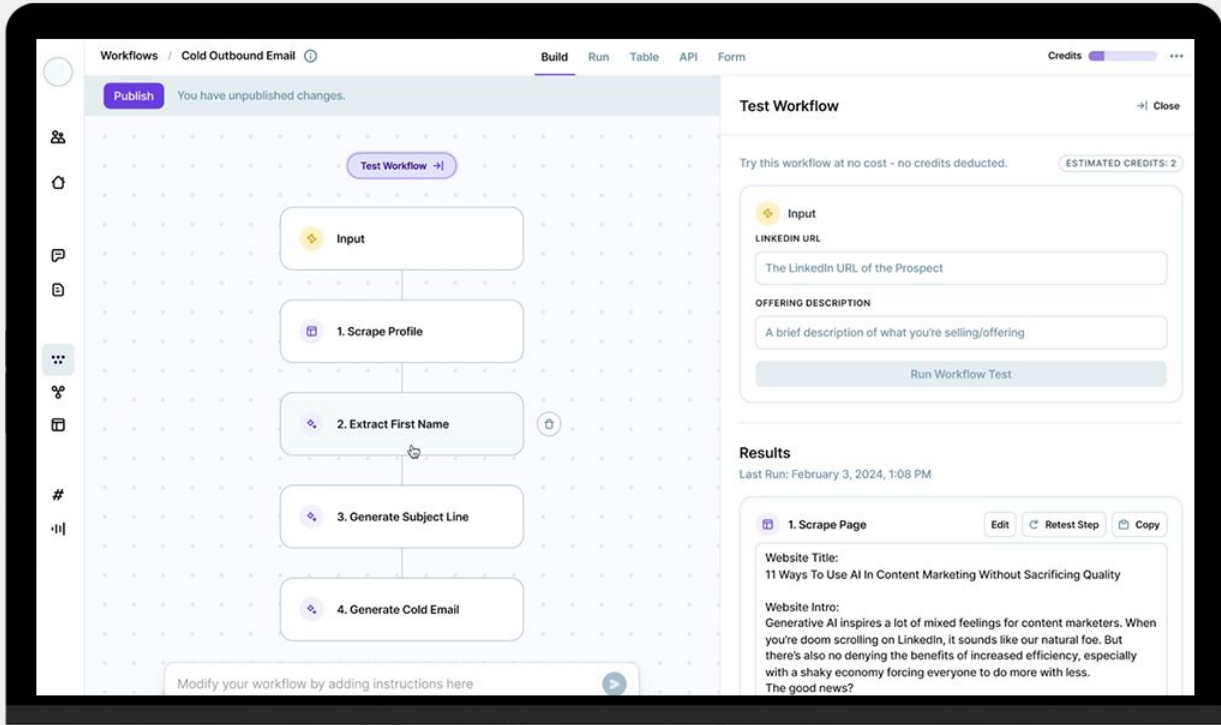 Workflows / Cold Outbound Email
Build Run Table API Form
Credits
Publish You have unpublished changes.
Test Workflow
Input
1. Scrape Profile
2. Extract First Name
3. Generate Subject Line
4. Generate Cold Email
Modify your workflow by adding instructions here
Test Workflow
Close
Try this workflow at no cost - no credits deducted.
ESTIMATED CREDITS: 2
Input
LINKEDIN URL
The LinkedIn URL of the Prospect
OFFERING DESCRIPTION
A brief description of what you're selling/offering
Run Workflow Test
Results
Last Run: February 3, 2024, 1:08 PM
1. Scrape Page
Edit Retest Step Copy
Website Title:
11 Ways To Use AI In Content Marketing Without Sacrificing Quality
Website Intro:
Generative AI inspires a lot of mixed feelings for content marketers. When
you're doom scrolling on LinkedIn, it sounds like our natural foe. But
there's also no denying the benefits of increased efficiency, especially
with a shaky economy forcing everyone to do more with less.
The good news?